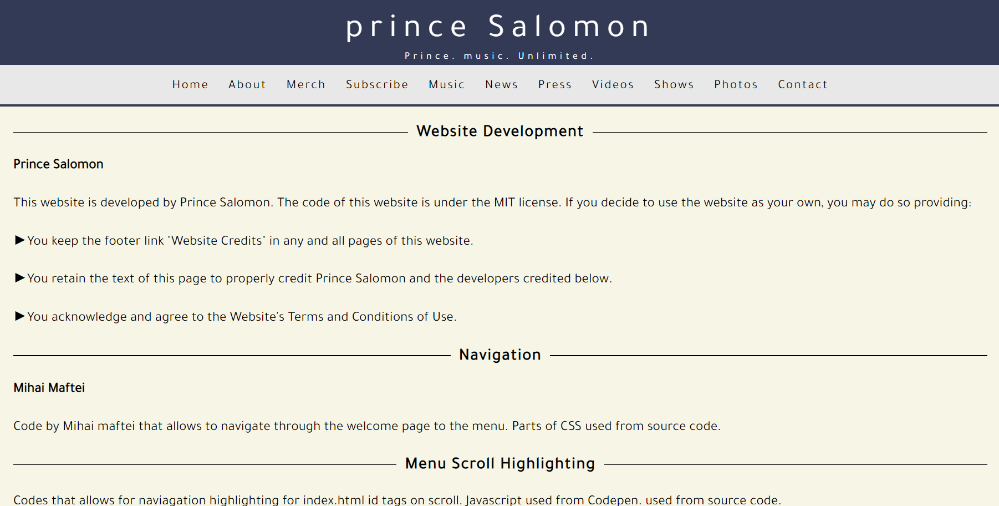 prince Salomon
Prince. music. Unlimited.
Home About Merch Subscribe Music News Press Videos Shows Photos Contact
Website Development
Prince Salomon
This website is developed by Prince Salomon. The code of this website is under the MIT license. If you decide to use the website as your own, you may do so providing:
►You keep the footer link "Website Credits" in any and all pages of this website.
►You retain the text of this page to properly credit Prince Salomon and the developers credited below.
►You acknowledge and agree to the Website's Terms and Conditions of Use.
Navigation
Mihai Maftei
Code by Mihai maftei that allows to navigate through the welcome page to the menu. Parts of CSS used from source code.
Menu Scroll Highlighting
Codes that allows for naviagation highlighting for index.html id tags on scroll. Javascript used from Codepen. used from source code.